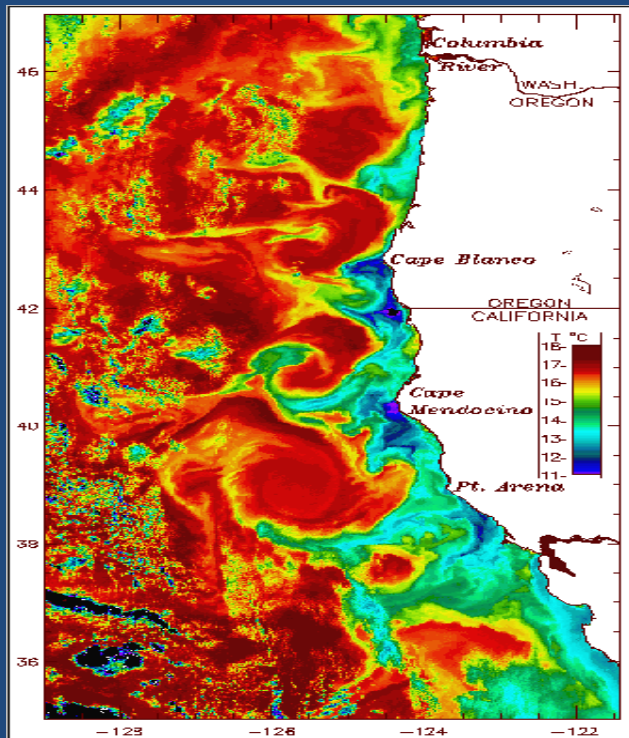 Columbia
River
46
WASH
OREGON
44
Cape Blanco
42
OREGON
CALIFORNIA
T °C
18
17
16
15
14
13
12
11
Cape
Mendocino
40
Pt. Arena
38
36
-128
-126
-124
-122